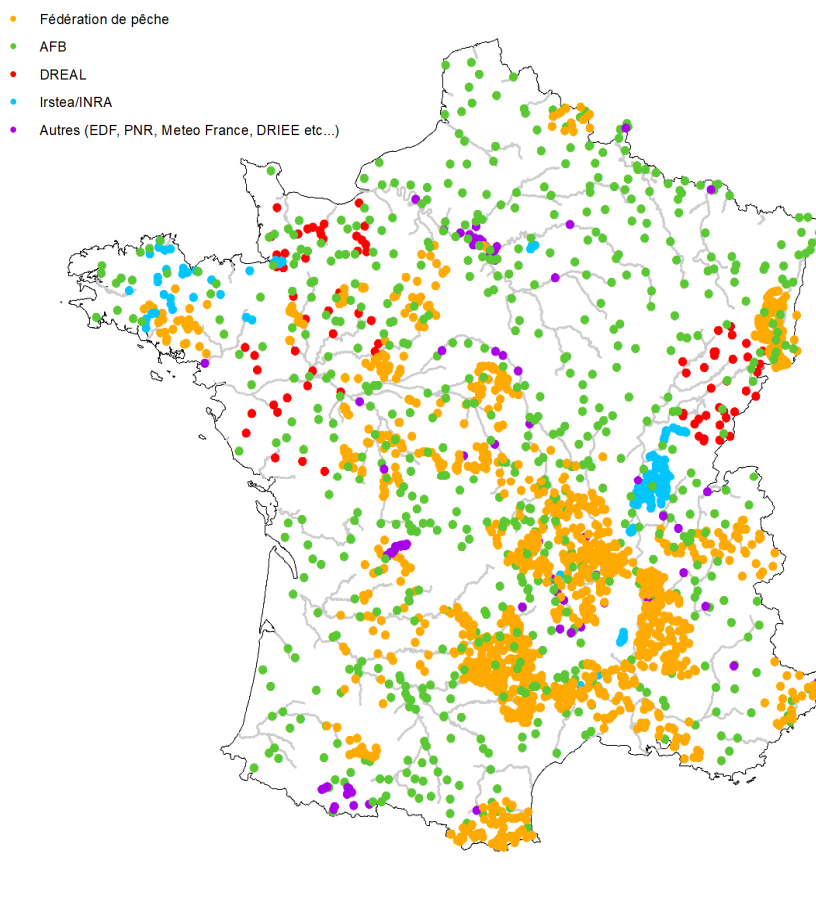 Fédération de pêche
AFB
DREAL
Irstea/INRA
Autres (EDF, PNR, Meteo France, DRIEE etc...)